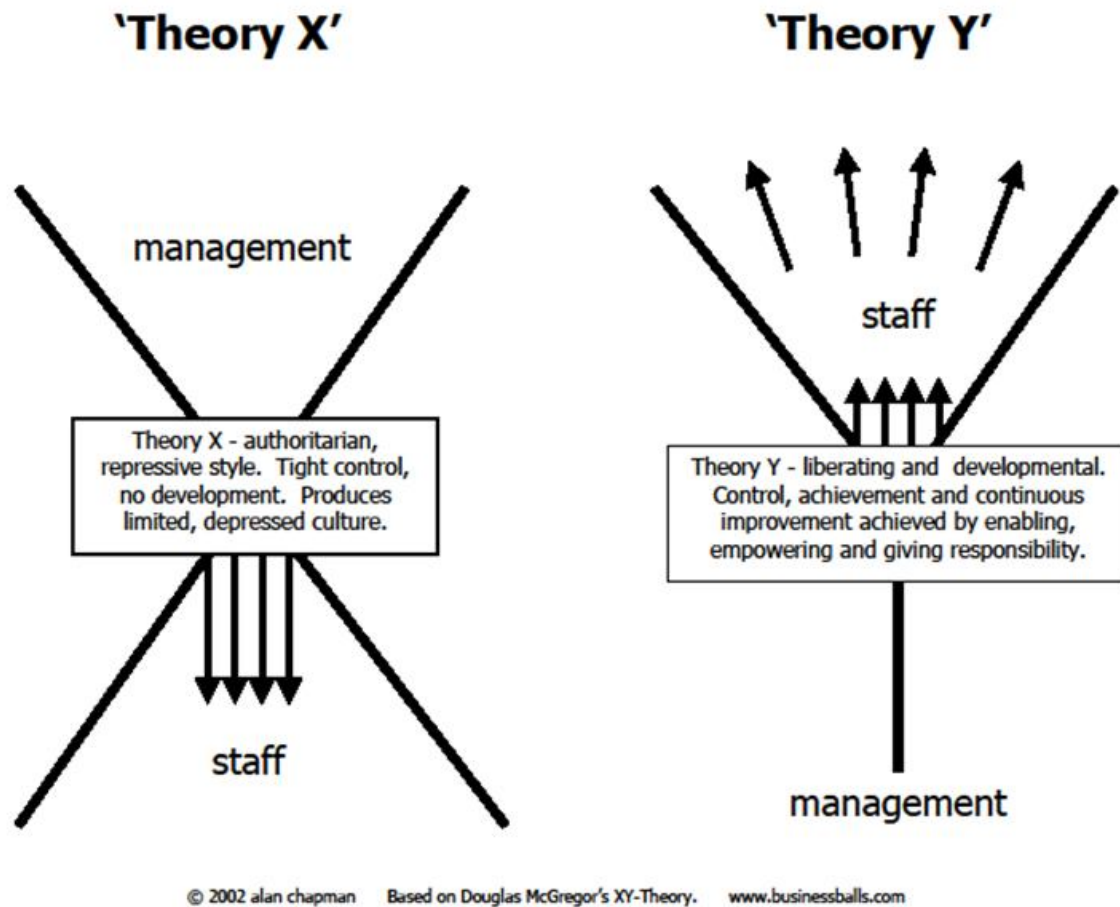 ‘Theory X’
management
Theory X - authoritarian,
repressive style. Tight control,
no development. Produces
limited, depressed culture.
staff
‘Theory Y’
staff
Theory Y - liberating and developmental.
Control, achievement and continuous
improvement achieved by enabling,
empowering and giving responsibility.
management
© 2002 alan chapman Based on Douglas McGregor's XY-Theory. www.businessballs.com